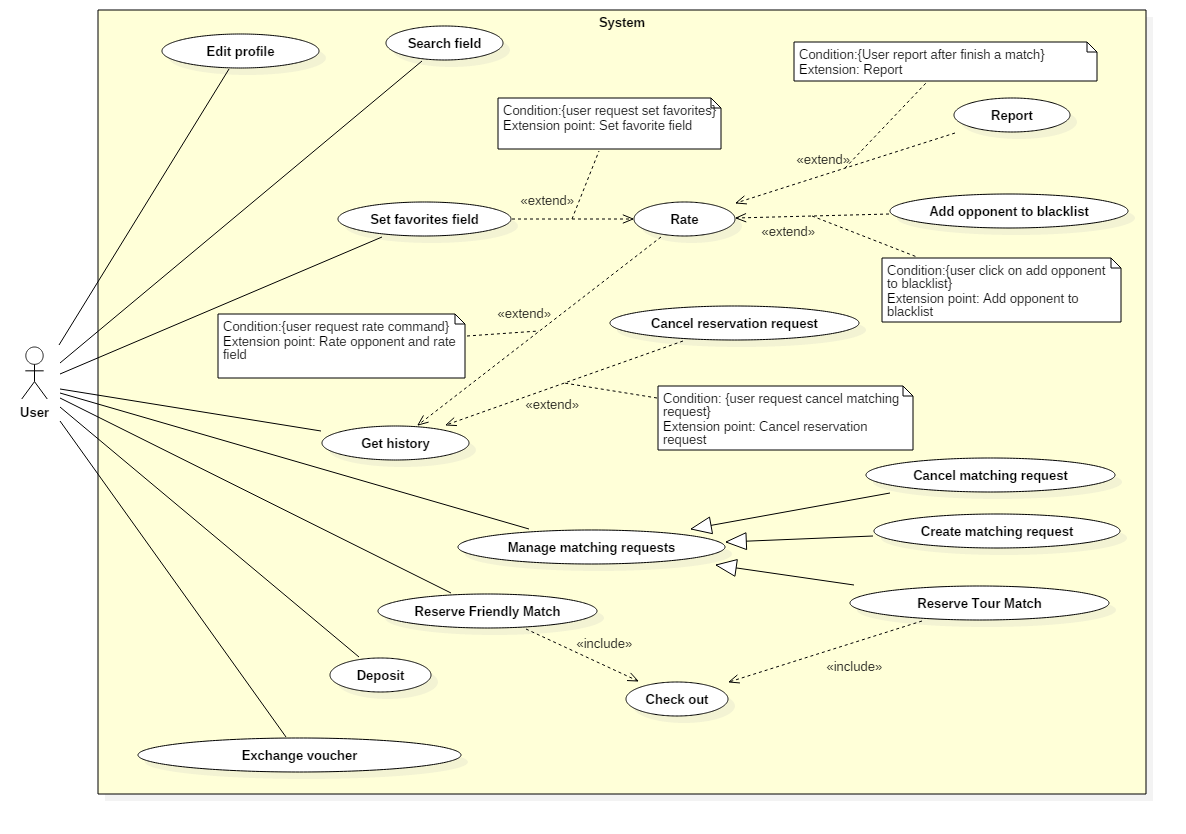 System
Edit profile
Search field
Condition:{User report after finish a match}
Extension: Report
Condition:{user request set favorites}
Extension point: Set favorite field
Report
«extend»
«extend»
Set favorites field
Rate
Add opponent to blacklist
«extend»
Condition:{user click on add opponent
to blacklist}
Extension point: Add opponent to
blacklist
Condition:{user request rate command}
Extension point: Rate opponent and rate
field
«extend»
Cancel reservation request
User
«extend»
Condition: {user request cancel matching
request}
Extension point: Cancel reservation
request
Get history
Cancel matching request
Create matching request
Manage matching requests
Reserve Friendly Match
Reserve Tour Match
«include»
«include»
Deposit
Check out
Exchange voucher